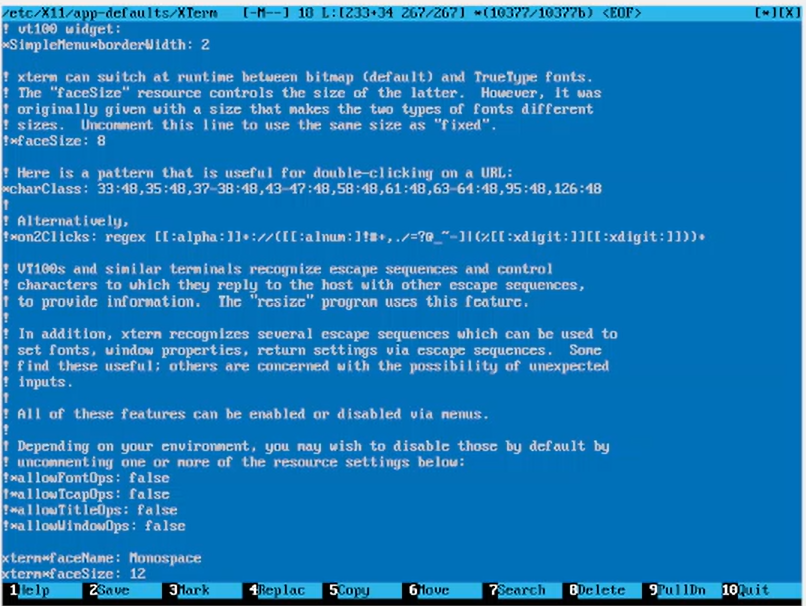 /etc/X11/app-defaults/XTerm [-M--] 18 L:[233+34 267/267] *(10377/10377b) <EOF> [*][X]
! vt100 widget:
*SimpleMenu*borderWidth: 2
! xterm can switch at runtime between bitmap (default) and TrueType fonts.
! The "faceSize" resource controls the size of the latter.  However, it was
! originally given with a size that makes the two types of fonts different
! sizes.  Uncomment this line to use the same size as "fixed".
!*faceSize: 8
! Here is a pattern that is useful for double-clicking on a URL:
*charClass: 33:48,35:48,37-38:48,43-47:48,58:48,61:48,63-64:48,95:48,126:48
!
! Alternatively,
!*on2Clicks: regex [[:alpha:]]+://([[:alnum:]!#+,./=?@_~-]|(%[[:xdigit:]][[:xdigit:]]))+
! VT100s and similar terminals recognize escape sequences and control
! characters to which they reply to the host with other escape sequences,
! to provide information.  The "resize" program uses this feature.
!
! In addition, xterm recognizes several escape sequences which can be used to
! set fonts, window properties, return settings via escape sequences.  Some
! find these useful; others are concerned with the possibility of unexpected
! inputs.
!
! All of these features can be enabled or disabled via menus.
!
! Depending on your environment, you may wish to disable those by default by
! uncommenting one or more of the resource settings below:
!*allowFontOps: false
!*allowTcapOps: false
!*allowTitleOps: false
!*allowWindowOps: false
xterm*faceName: Monospace
xterm*faceSize: 12
1Help 2Save 3Mark 4Replac 5Copy 6Move 7Search 8Delete 9PullDn 10Quit